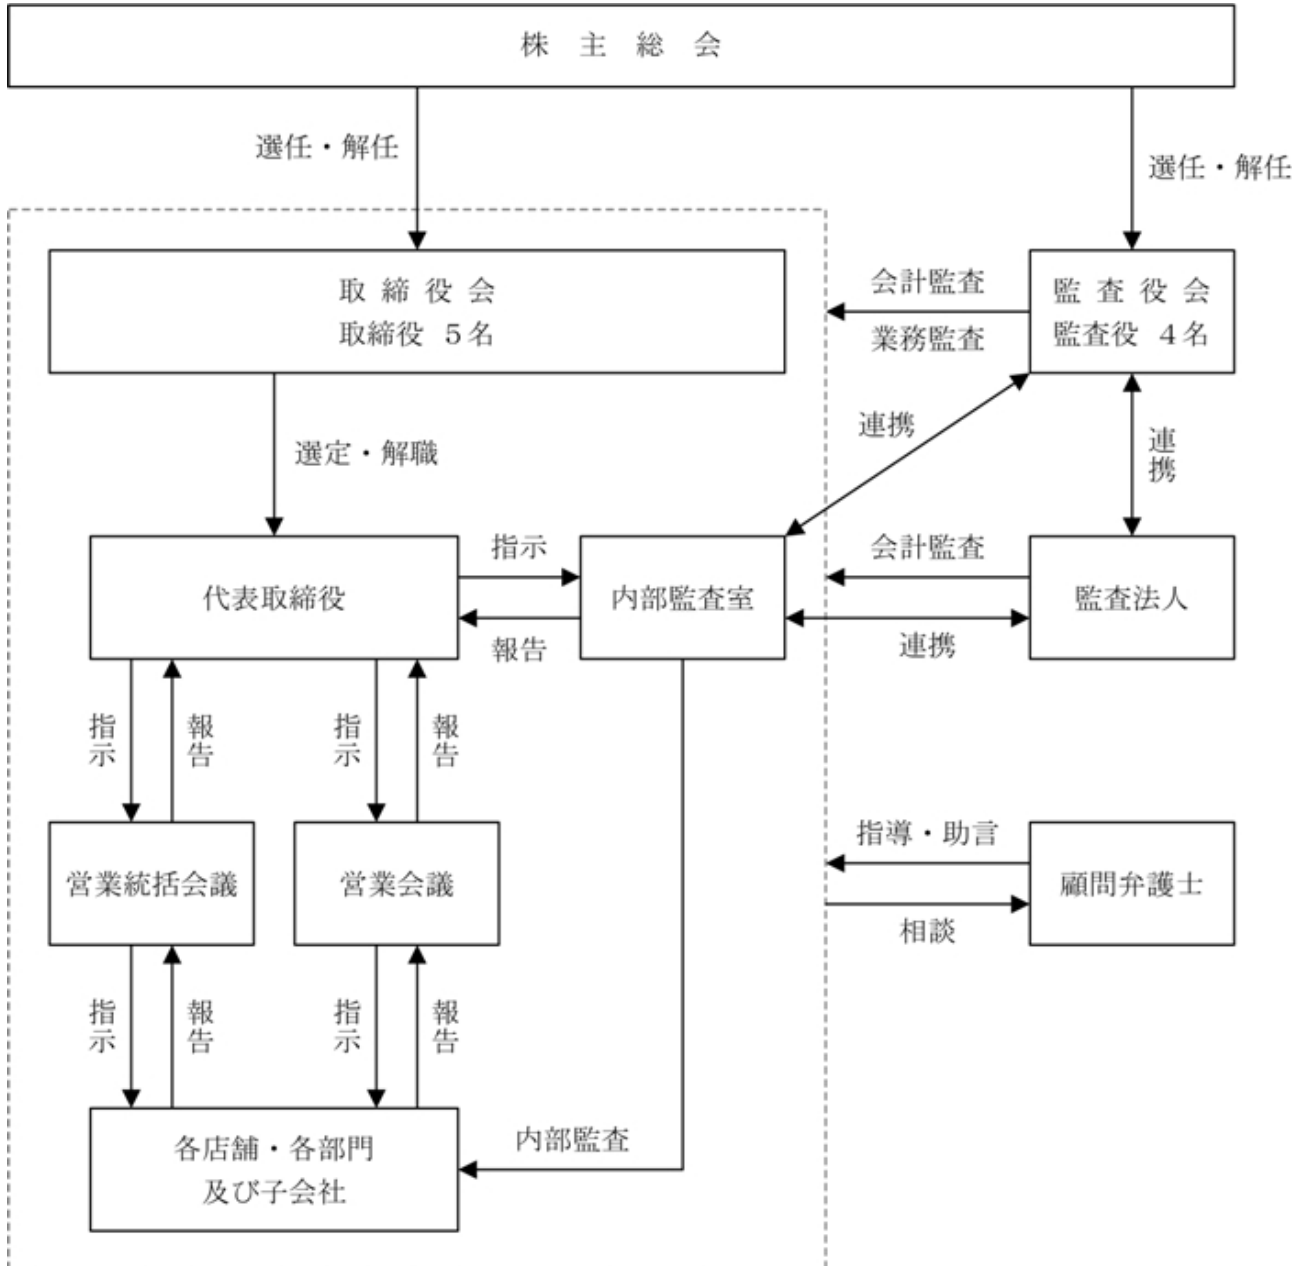 株主総会
選任・解任
選任・解任
取締役会
取締役 5名
会計監査
業務監査
監査役会
監査役 4名
選定・解職
連携
連携
代表取締役
指示
報告
内部監査室
会計監査
連携
監査法人
指示
報告
指示
報告
営業統括会議
営業会議
指導・助言
相談
顧問弁護士
指示
報告
指示
報告
各店舗・各部門
及び子会社
内部監査